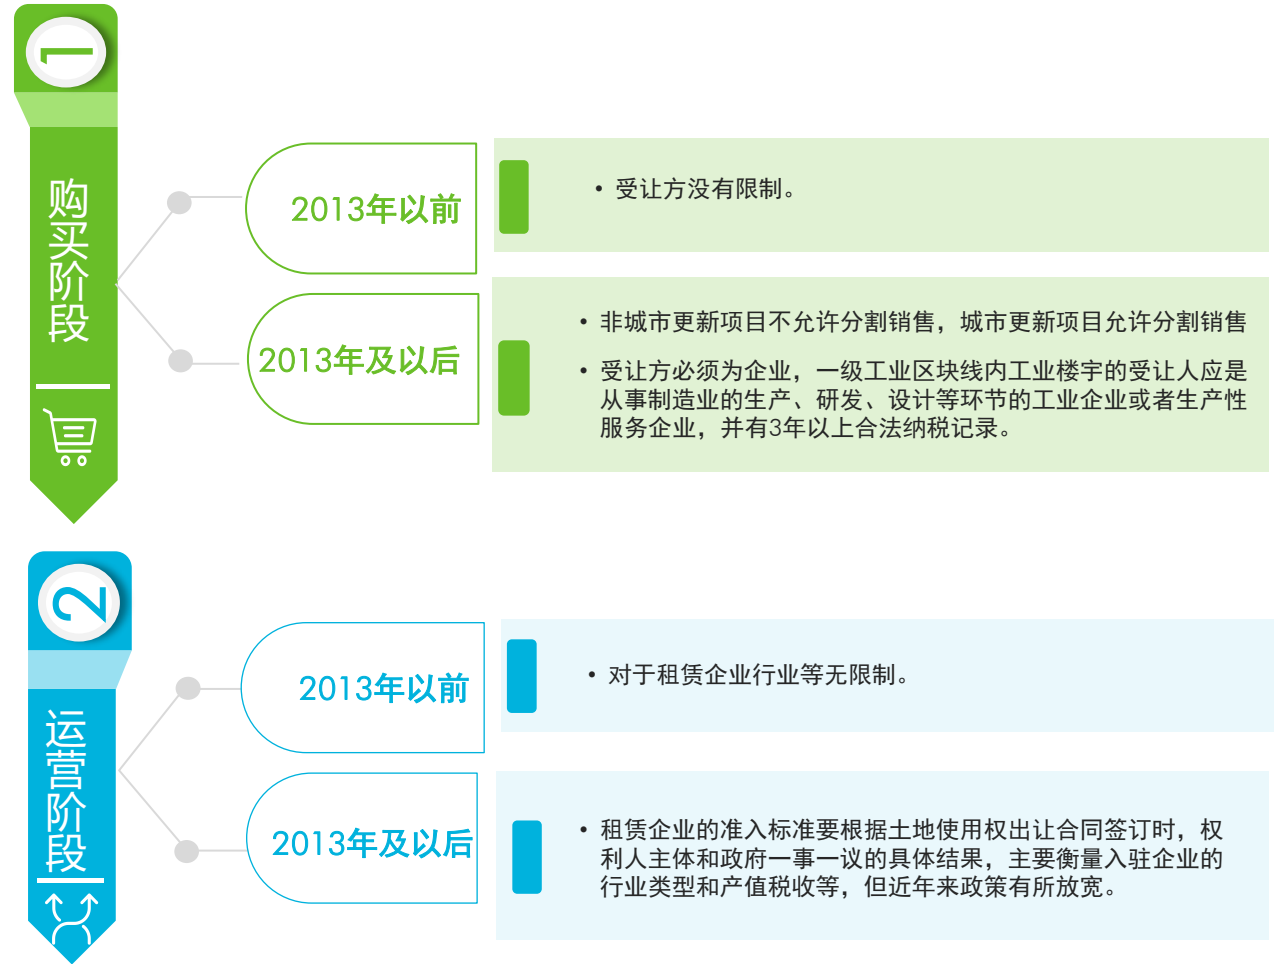 1
购买阶段
2013年以前
• 受让方没有限制。
2013年及以后
• 非城市更新项目不允许分割销售，城市更新项目允许分割销售
• 受让方必须为企业，一级工业区块线内工业楼宇的受让人应是
从事制造业的生产、研发、设计等环节的工业企业或者生产性
服务企业，并有3年以上合法纳税记录。
2
运营阶段
2013年以前
• 对于租赁企业行业等无限制。
2013年及以后
• 租赁企业的准入标准要根据土地使用权出让合同签订时，权
利人主体和政府一事一议的具体结果，主要衡量入驻企业的
行业类型和产值税收等，但近年来政策有所放宽。